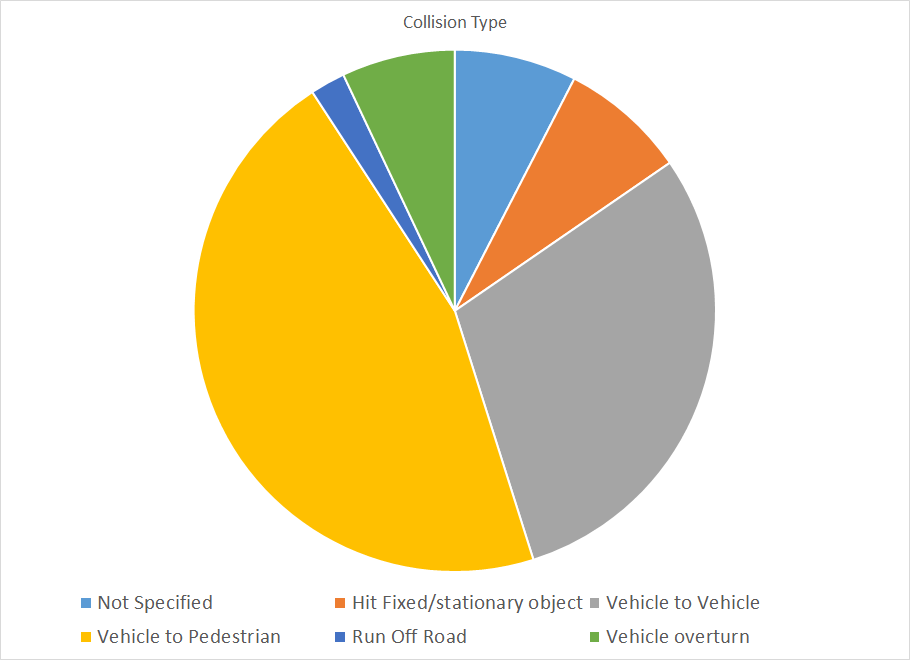 Collision Type
Not Specified
Hit Fixed/stationary object
Vehicle to Vehicle
Vehicle to Pedestrian
Run Off Road
Vehicle overturn